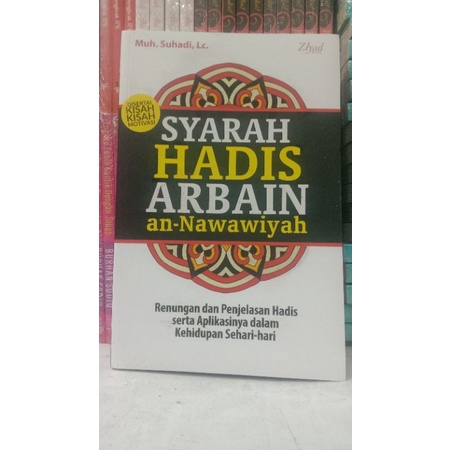 Muh. Suhadi, Lc.
Ziyad
DISERTAI
KISAH
KISAH
MOTIVASI
SYARAH
HADIS
ARBAIN
an-Nawawiyah
Renungan dan Penjelasan Hadis
serta Aplikasinya dalam
Kehidupan Sehari-hari